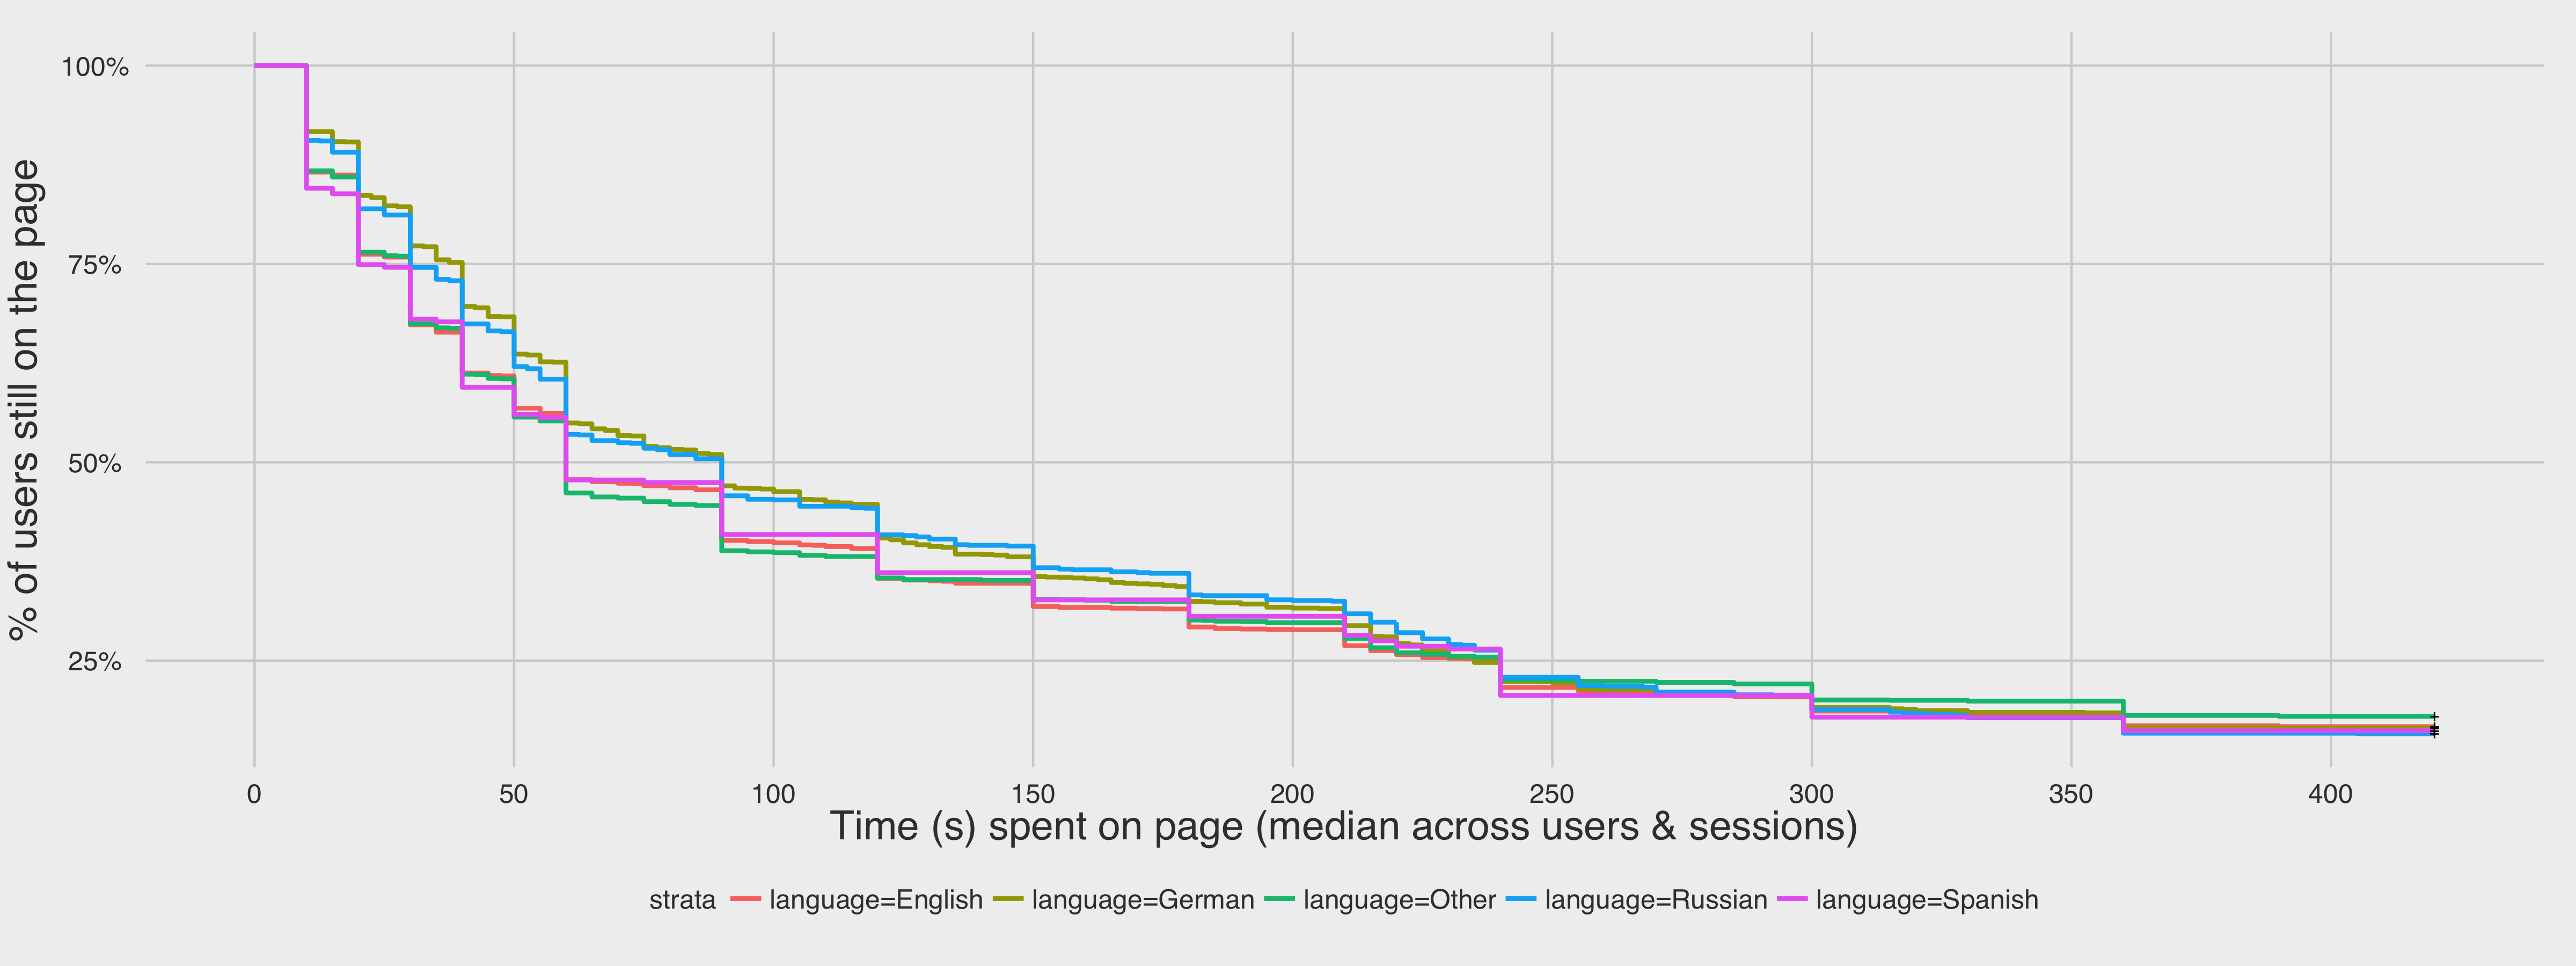 % of users still on the page
100%
75%
50%
25%
0 50 100 150 200 250 300 350 400
Time (s) spent on page (median across users & sessions)
strata language=English language=German language=Other language=Russian language=Spanish